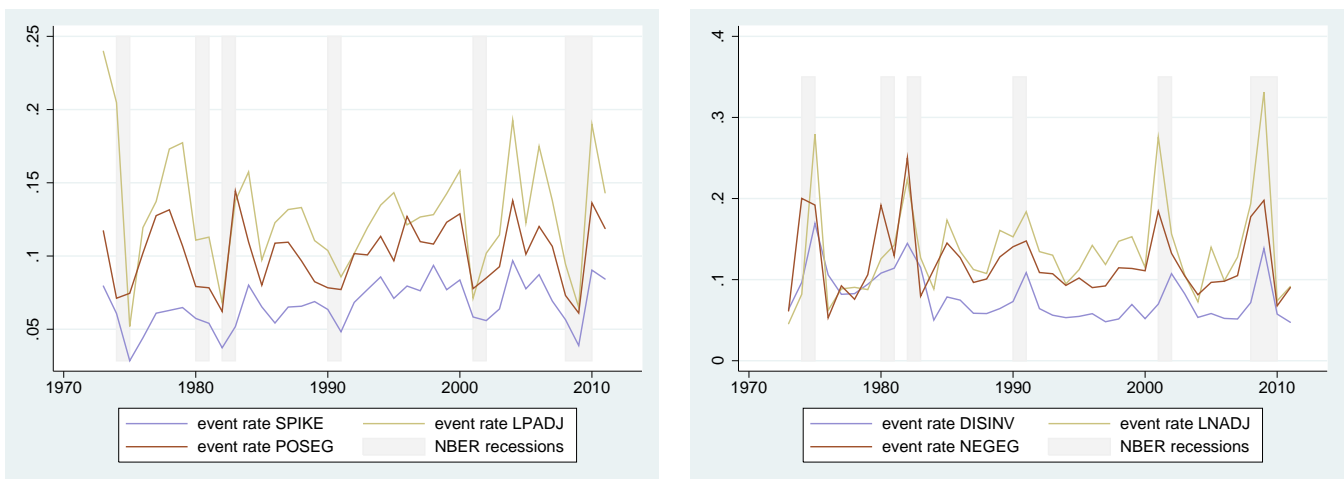 .25
.2
.15
.1
.05
1970 1980 1990 2000 2010
event rate SPIKE event rate LPADJ
event rate POSEG NBER recessions
.4
.3
.2
.1
0
1970 1980 1990 2000 2010
event rate DISINV event rate LNADJ
event rate NEGEG NBER recessions